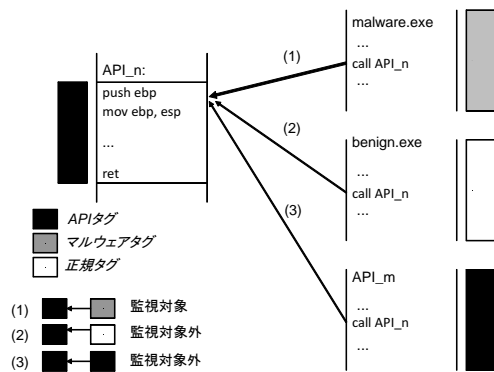 API_n:
push ebp
mov ebp, esp
...
ret
(1)
(2)
(3)
malware.exe
...
call API_n
...
benign.exe
...
call API_n
...
API_m
...
call API_n
...
APIタグ
マルウェアタグ
正規タグ
(1) 監視対象
(2) 監視対象外
(3) 監視対象外